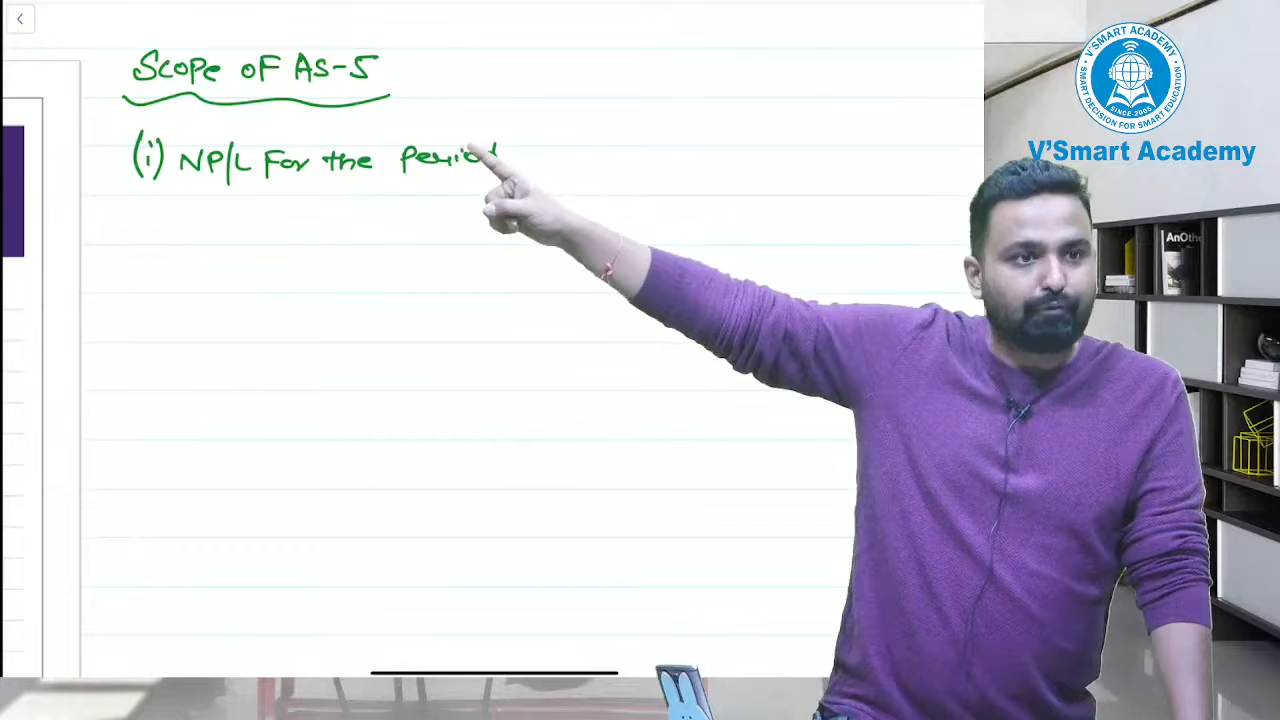 Scope of AS-5
(i) NP/L For the Period
V'SMART ACADEMY
SMART DECISION FOR SMART EDUCATION
SINCE-2005
V'Smart Academy
AnOthe